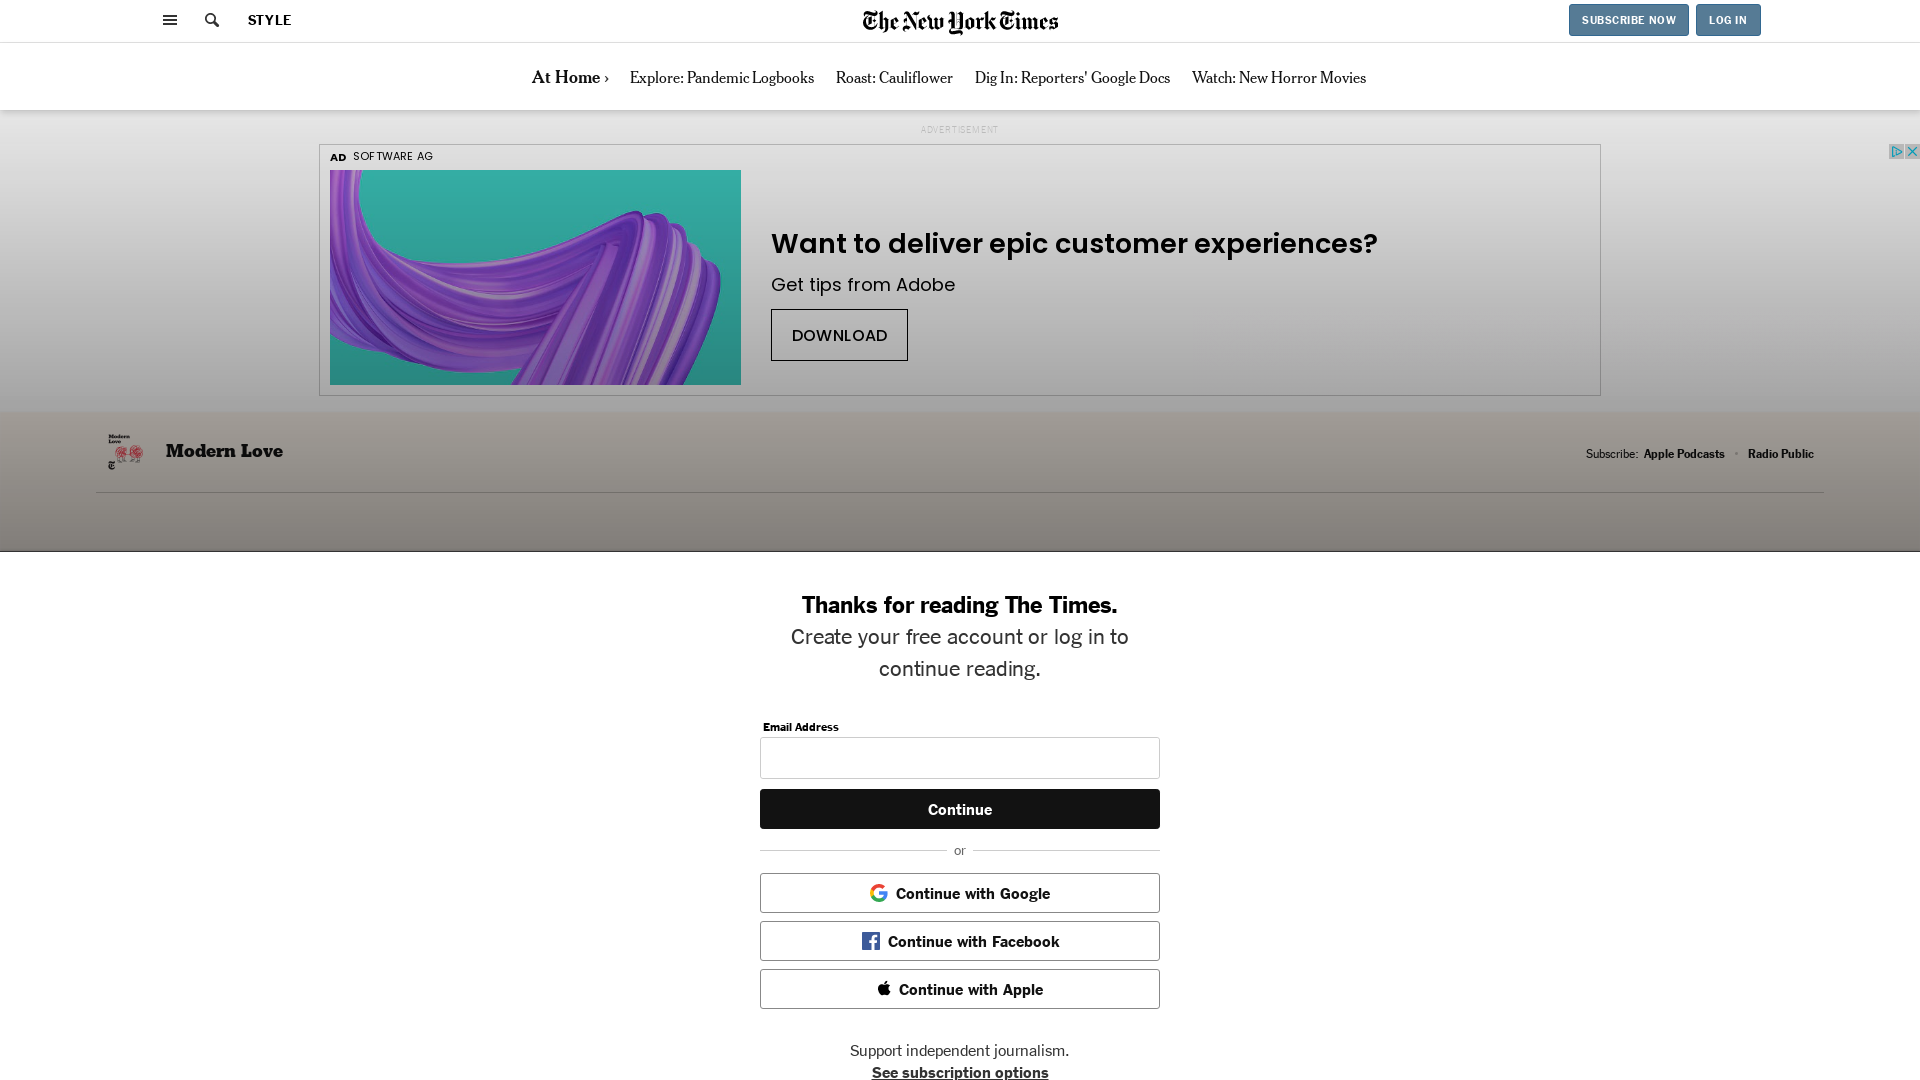 STYLE
The New York Times
SUBSCRIBE NOW
LOG IN
At Home ›
Explore: Pandemic Logbooks
Roast: Cauliflower
Dig In: Reporters' Google Docs
Watch: New Horror Movies
ADVERTISEMENT
AD SOFTWARE AG
Want to deliver epic customer experiences?
Get tips from Adobe
DOWNLOAD
Modern
Love
Modern Love
Subscribe: Apple Podcasts • Radio Public
Thanks for reading The Times.
Create your free account or log in to
continue reading.
Email Address
Continue
or
Continue with Google
Continue with Facebook
Continue with Apple
Support independent journalism.
See subscription options